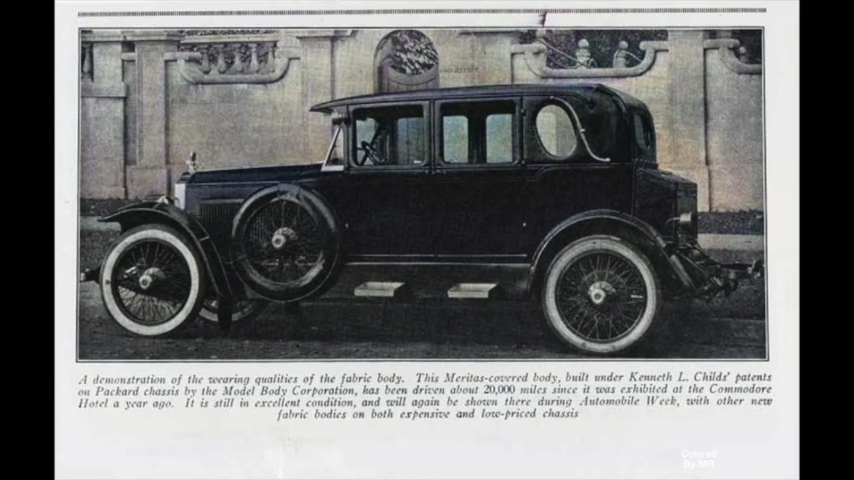 A demonstration of the wearing qualities of the fabric body. This Meritas-covered body, built under Kenneth L. Childs' patents
on Packard chassis by the Model Body Corporation, has been driven about 20,000 miles since it was exhibited at the Commodore
Hotel a year ago. It is still in excellent condition, and will again be shown there during Automobile Week, with other new
fabric bodies on both expensive and low-priced chassis
Colored
By MR